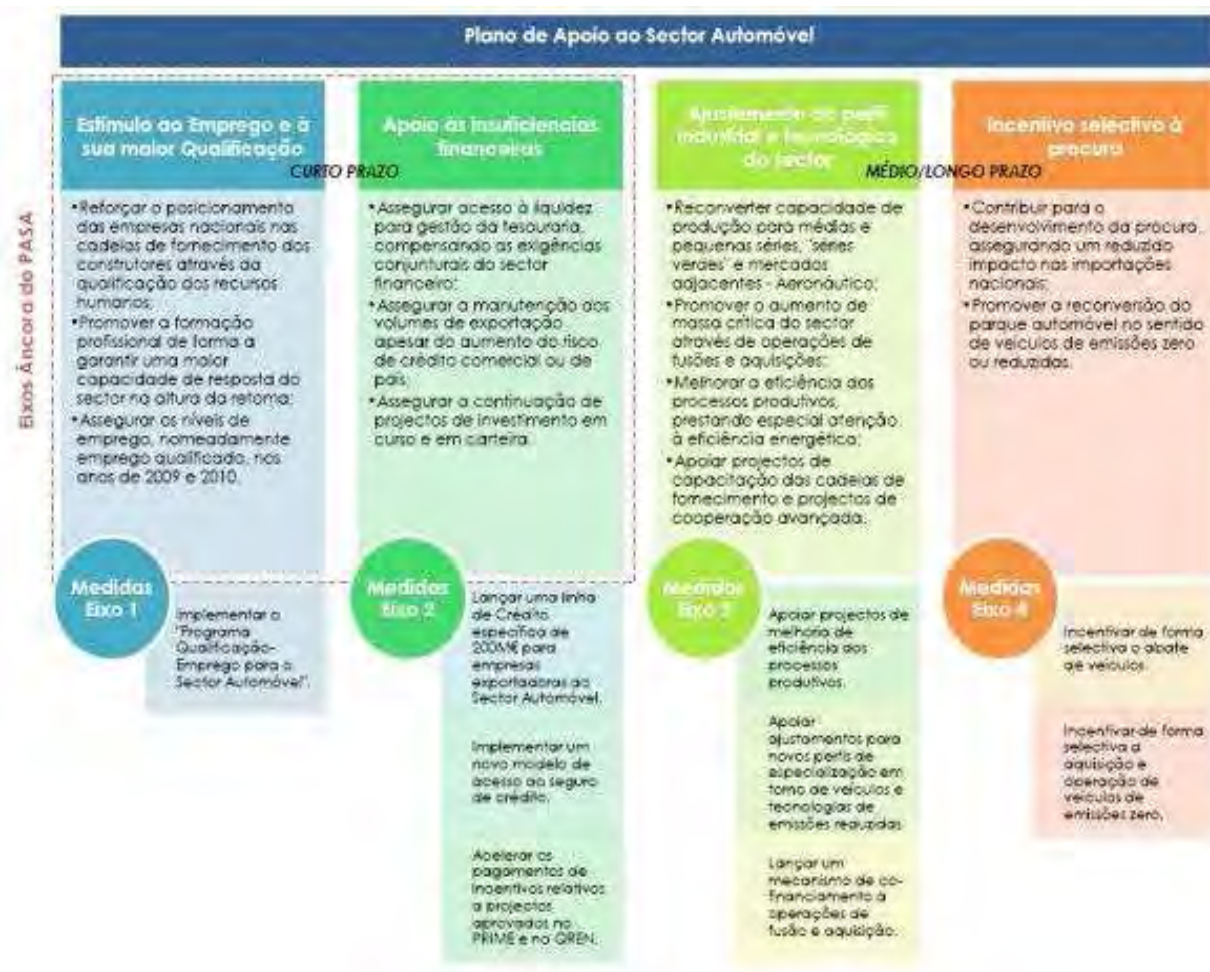 Plano de Apoio ao Sector Automóvel
Eixos Âncora do PASA
Estímulo ao Emprego e à
sua maior Qualificação
Apoio às insuficiencias
financeiras
CURTO PRAZO
Ajustamento do perfil
industrial e tecnológico
do sector
Incentivo selectivo à
procura
MÉDIO/LONGO PRAZO
•Reforçar o posicionamento
das empresas nacionais nas
cadeias de fornecimento dos
construtores através da
qualificação dos recursos
humanos;
•Promover a formação
profissional de forma a
garantir uma maior
capacidade de resposta do
sector na altura da retoma;
•Assegurar os níveis de
emprego, nomeadamente
emprego qualificado, nos
anos de 2009 e 2010.
•Assegurar acesso à liquidez
para gestão da tesouraria,
compensando as exigências
conjunturais do sector
financeiro;
•Assegurar a manutenção dos
volumes de exportação
apesar do aumento do risco
de crédito comercial ou de
país;
•Assegurar a continuação de
projectos de investimento em
curso e em carteira.
•Reconverter capacidade de
produção para médias e
pequenas séries, "séries
verdes" e mercados
adjacentes - Aeronáutico;
•Promover o aumento de
massa crítica do sector
através de operações de
fusões e aquisições;
•Melhorar a eficiência dos
processos produtivos,
prestando especial atenção
à eficiência energética;
•Apoiar projectos de
capacitação das cadeias de
fornecimento e projectos de
cooperação avançada.
•Contribuir para o
desenvolvimento da procura,
assegurando um reduzido
impacto nas importações
nacionais;
•Promover a reconversão do
parque automóvel no sentido
de veículos de emissões zero
ou reduzidas.
Medidas
Eixo 1
Implementar o
"Programa
Qualificação-
Emprego para o
Sector Automóvel".
Medidas
Eixo 2
Lançar uma linha
de Crédito
específica de
200M€ para
empresas
exportadoras do
Sector Automóvel.
Implementar um
novo modelo de
acesso ao seguro
de crédito.
Acelerar os
pagamentos de
incentivos relativos
a projectos
aprovados no
PRIME e no QREN.
Medidas
Eixo 3
Apoiar projectos de
melhoria de
eficiência dos
processos
produtivos.
Apoiar
ajustamentos para
novos perfis de
especialização em
torno de veículos e
tecnologias de
emissões reduzidas
Lançar um
mecanismo de co-
financiamento a
operações de
fusão e aquisição.
Medidas
Eixo 4
Incentivar de forma
selectiva o abate
de veículos.
Incentivar de forma
selectiva a
aquisição e
operação de
veículos de
emissões zero.